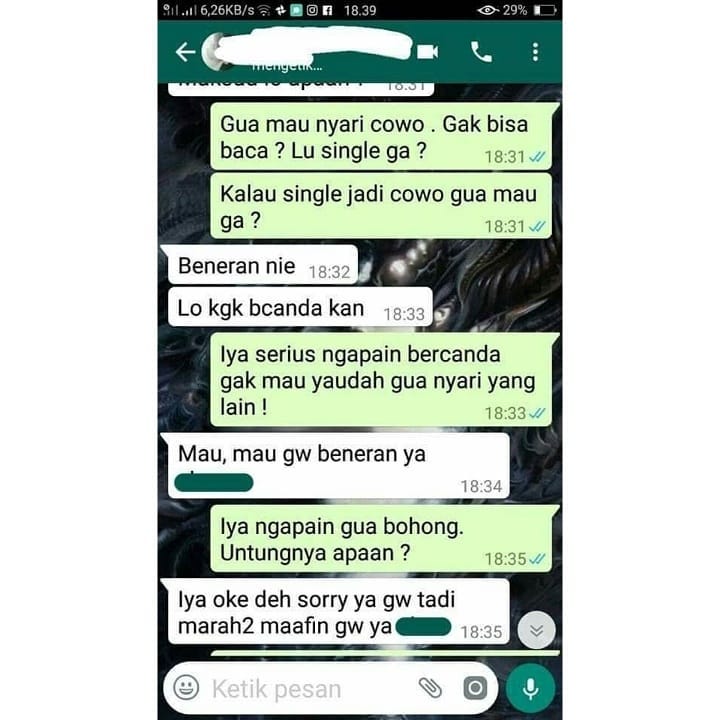 6,26KB/s 18.39 29%
mengetik...
18:31
Gua mau nyari cowo . Gak bisa
baca ? Lu single ga ? 18:31
Kalau single jadi cowo gua mau
ga ? 18:31
Beneran nie 18:32
Lo kgk bcanda kan 18:33
Iya serius ngapain bercanda
gak mau yaudah gua nyari yang
lain ! 18:33
Mau, mau gw beneran ya
18:34
Iya ngapain gua bohong.
Untungnya apaan ? 18:35
Iya oke deh sorry ya gw tadi
marah2 maafin gw ya 18:35
Ketik pesan